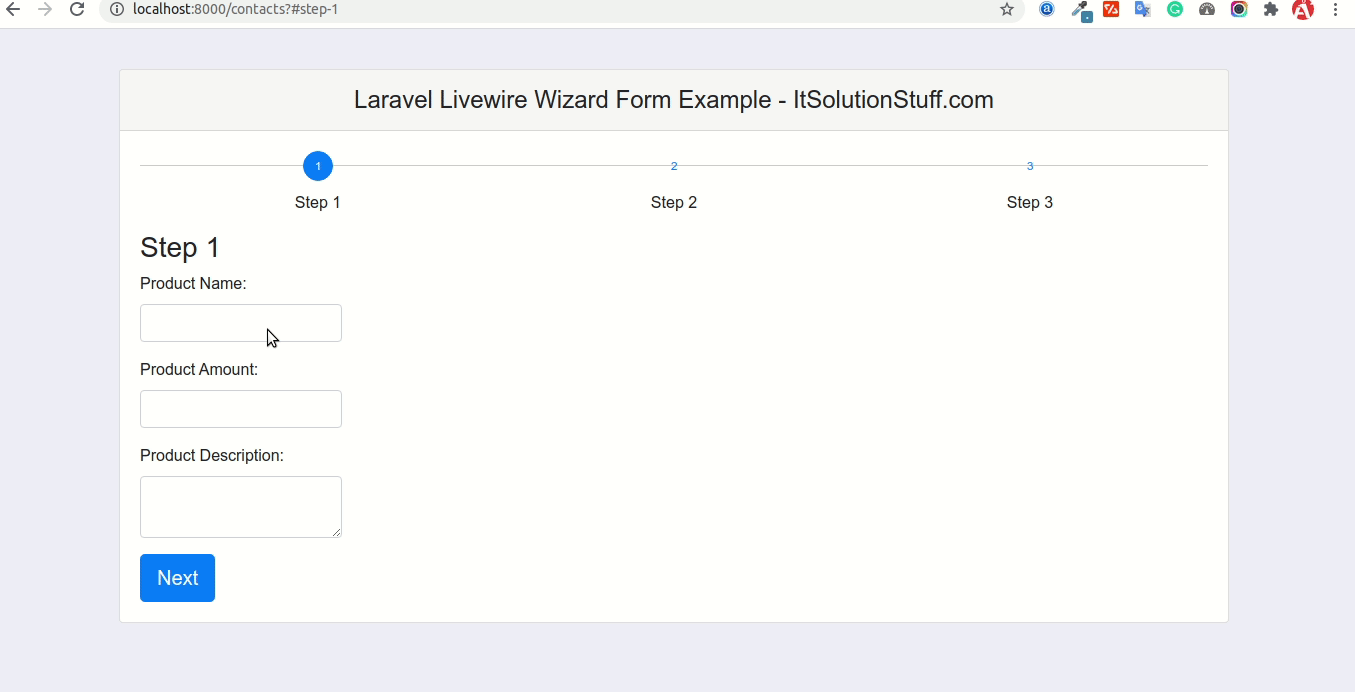 localhost:8000/contacts?#step-1
Laravel Livewire Wizard Form Example - ItSolutionStuff.com
1 2 3
Step 1 Step 2 Step 3
Step 1
Product Name:
Product Amount:
Product Description:
Next